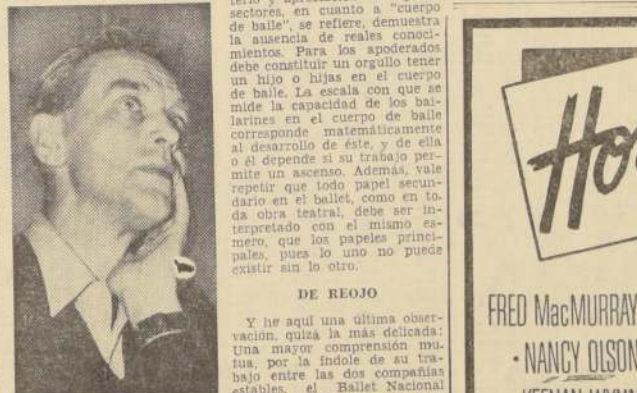 sectores, en cuanto a "cuerpo
de baile", se refiere, demuestra
la ausencia de reales conoci-
mientos. Para los apoderados
debe constituir un orgullo tener
un hijo o hijas en el cuerpo
de baile. La escala con que se
mide la capacidad de los bai-
larines en el cuerpo de baile
corresponde matemáticamente
al desarrollo de éste, y de ella
o él depende si su trabajo per-
mite un ascenso. Además, vale
repetir que todo papel secun-
dario en el ballet, como en to-
da obra teatral, debe ser in-
terpretado con el mismo es-
mero, que los papeles princi-
pales, pues lo uno no puede
existir sin lo otro.
DE REOJO
Y he aquí una última obser-
vación, quizá la más delicada:
Una mayor comprensión mu-
tua, por la índole de su tra-
bajo entre las dos compañías
estables, el Ballet Nacional
Ho
FRED MacMURRAY
• NANCY OLSON